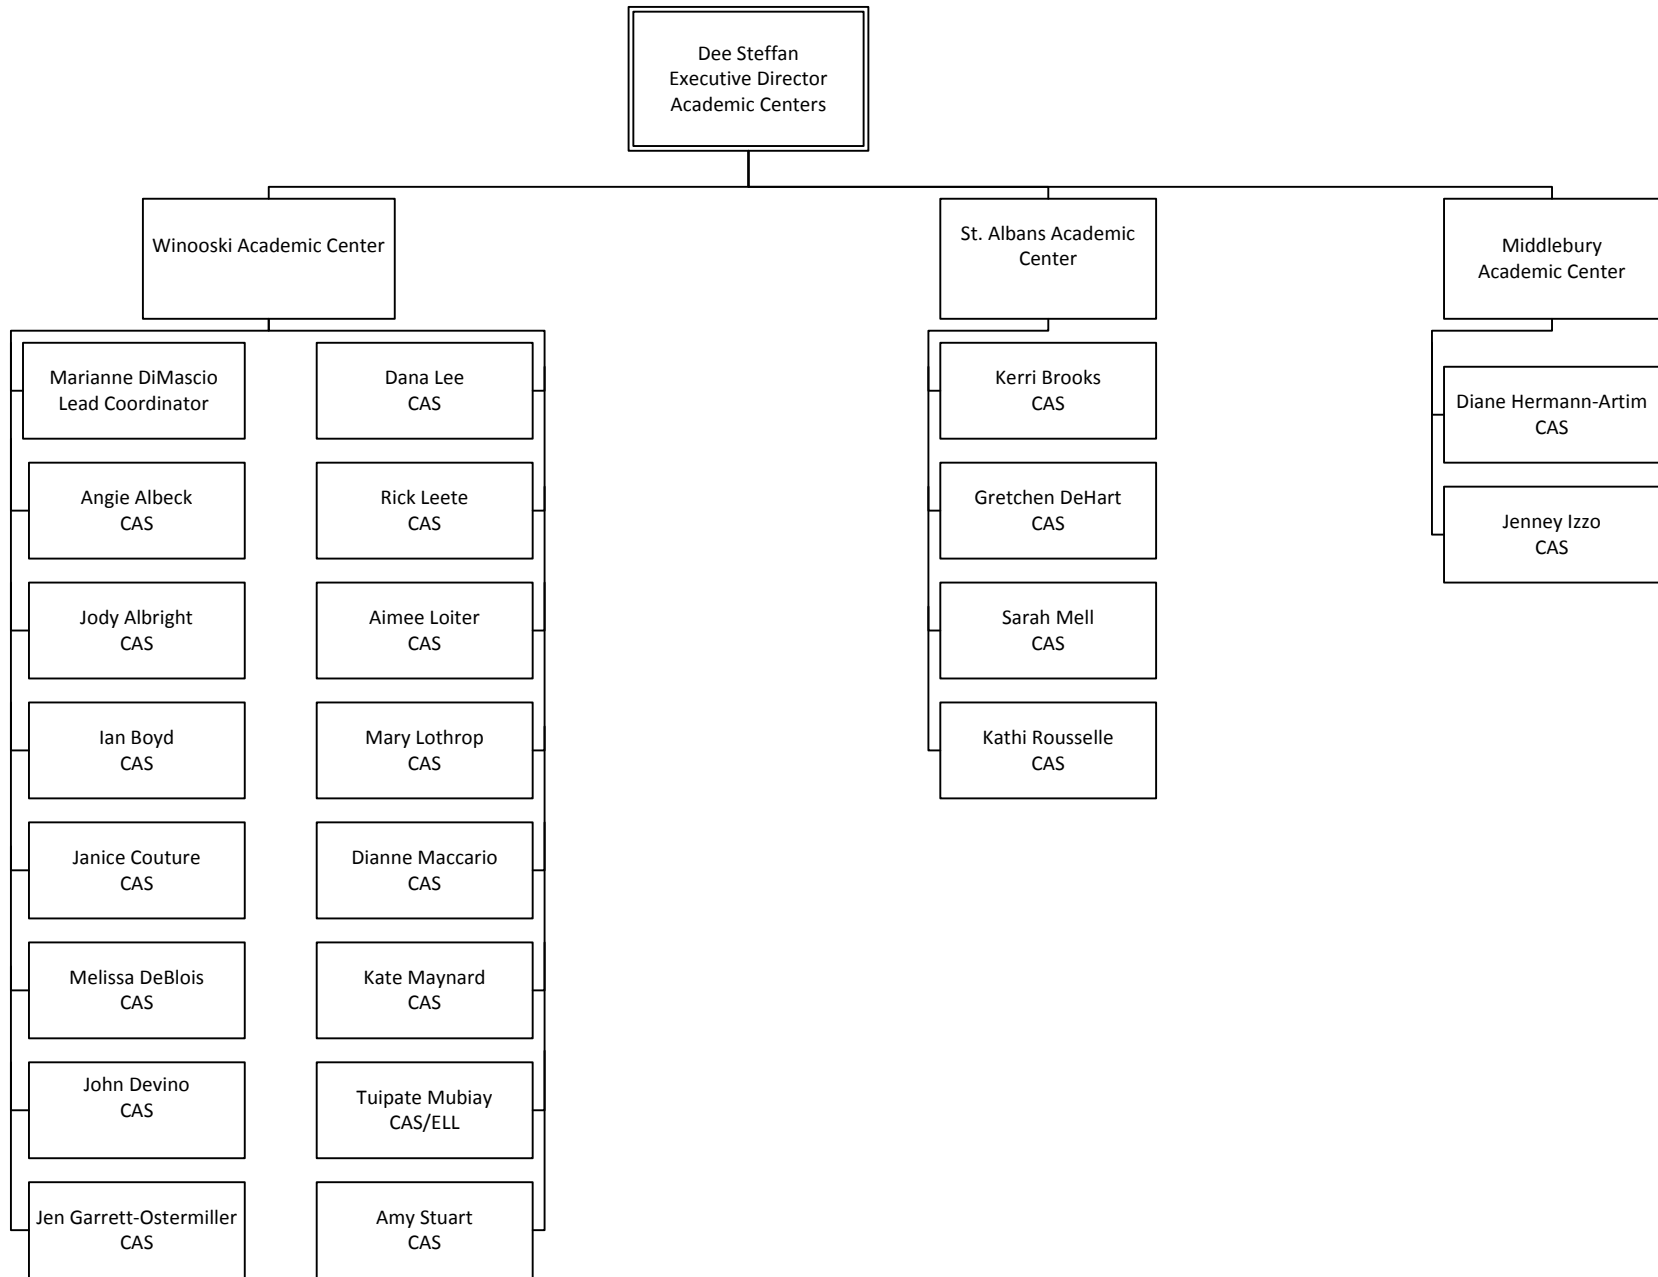 Dee Steffan
Executive Director
Academic Centers
Winooski Academic Center
St. Albans Academic
Center
Middlebury
Academic Center
Marianne DiMascio
Lead Coordinator
Angie Albeck
CAS
Jody Albright
CAS
Ian Boyd
CAS
Janice Couture
CAS
Melissa DeBlois
CAS
John Devino
CAS
Jen Garrett-Ostermiller
CAS
Dana Lee
CAS
Rick Leete
CAS
Aimee Loiter
CAS
Mary Lothrop
CAS
Dianne Maccario
CAS
Kate Maynard
CAS
Tuipate Mubiay
CAS/ELL
Amy Stuart
CAS
Kerri Brooks
CAS
Gretchen DeHart
CAS
Sarah Mell
CAS
Kathi Rousselle
CAS
Diane Hermann-Artim
CAS
Jenney Izzo
CAS